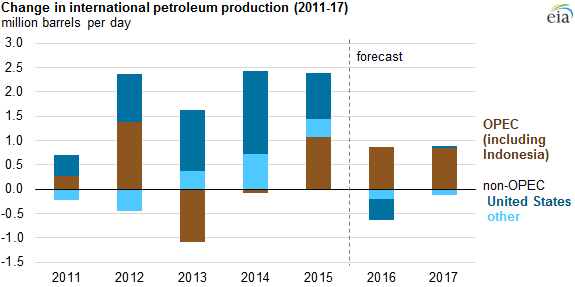 Change in international petroleum production (2011-17)
million barrels per day
eia
3.0
2.5
2.0
1.5
1.0
0.5
0.0
-0.5
-1.0
-1.5
forecast
OPEC
(including
Indonesia)
non-OPEC
United States
other
2011 2012 2013 2014 2015 2016 2017